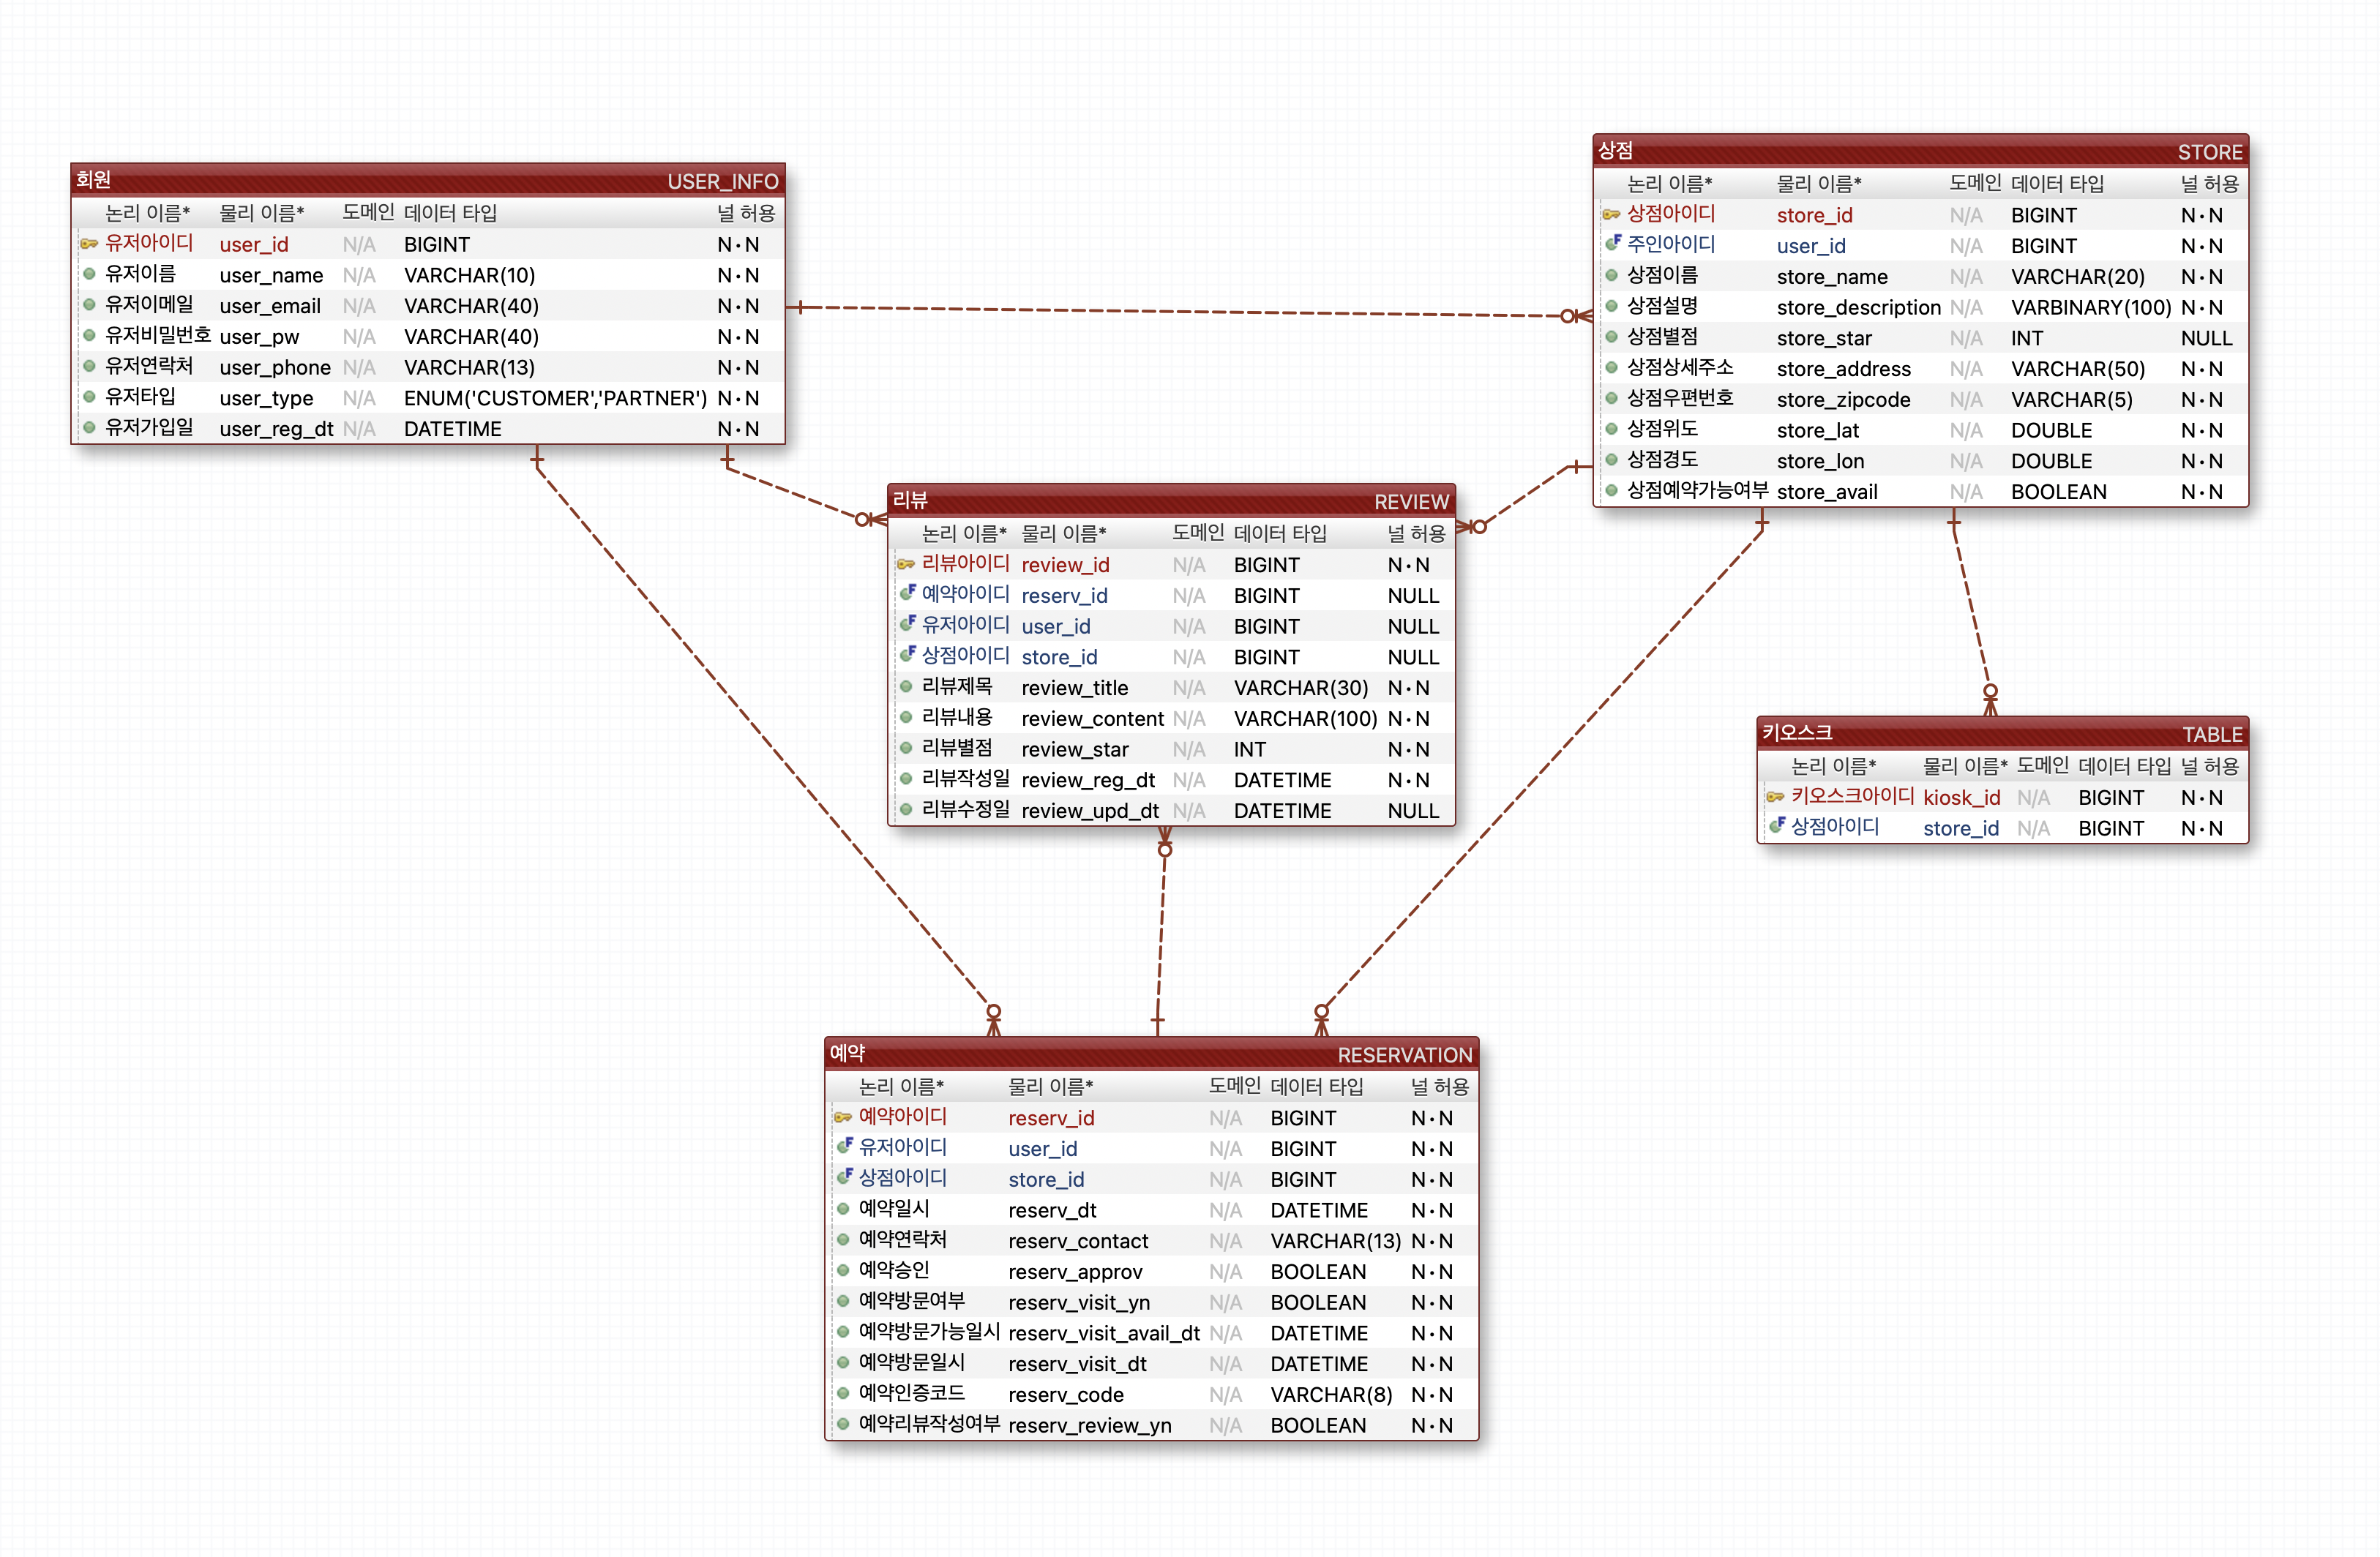 회원 USER_INFO
논리 이름* 물리 이름* 도메인 데이터 타입 널 허용
유저아이디 user_id N/A BIGINT N·N
유저이름 user_name N/A VARCHAR(10) N·N
유저이메일 user_email N/A VARCHAR(40) N·N
유저비밀번호 user_pw N/A VARCHAR(40) N·N
유저연락처 user_phone N/A VARCHAR(13) N·N
유저타입 user_type N/A ENUM('CUSTOMER','PARTNER') N·N
유저가입일 user_reg_dt N/A DATETIME N·N
상점 STORE
논리 이름* 물리 이름* 도메인 데이터 타입 널 허용
상점아이디 store_id N/A BIGINT N·N
F 주인아이디 user_id N/A BIGINT N·N
상점이름 store_name N/A VARCHAR(20) N·N
상점설명 store_description N/A VARBINARY(100) N·N
상점별점 store_star N/A INT NULL
상점상세주소 store_address N/A VARCHAR(50) N·N
상점우편번호 store_zipcode N/A VARCHAR(5) N·N
상점위도 store_lat N/A DOUBLE N·N
상점경도 store_lon N/A DOUBLE N·N
상점예약가능여부 store_avail N/A BOOLEAN N·N
리뷰 REVIEW
논리 이름* 물리 이름* 도메인 데이터 타입 널 허용
리뷰아이디 review_id N/A BIGINT N·N
F 예약아이디 reserv_id N/A BIGINT NULL
F 유저아이디 user_id N/A BIGINT NULL
F 상점아이디 store_id N/A BIGINT NULL
리뷰제목 review_title N/A VARCHAR(30) N·N
리뷰내용 review_content N/A VARCHAR(100) N·N
리뷰별점 review_star N/A INT N·N
리뷰작성일 review_reg_dt N/A DATETIME N·N
리뷰수정일 review_upd_dt N/A DATETIME NULL
키오스크 TABLE
논리 이름* 물리 이름* 도메인 데이터 타입 널 허용
키오스크아이디 kiosk_id N/A BIGINT N·N
F 상점아이디 store_id N/A BIGINT N·N
예약 RESERVATION
논리 이름* 물리 이름* 도메인 데이터 타입 널 허용
예약아이디 reserv_id N/A BIGINT N·N
F 유저아이디 user_id N/A BIGINT N·N
F 상점아이디 store_id N/A BIGINT N·N
예약일시 reserv_dt N/A DATETIME N·N
예약연락처 reserv_contact N/A VARCHAR(13) N·N
예약승인 reserv_approv N/A BOOLEAN N·N
예약방문여부 reserv_visit_yn N/A BOOLEAN N·N
예약방문가능일시 reserv_visit_avail_dt N/A DATETIME N·N
예약방문일시 reserv_visit_dt N/A DATETIME N·N
예약인증코드 reserv_code N/A VARCHAR(8) N·N
예약리뷰작성여부 reserv_review_yn N/A BOOLEAN N·N